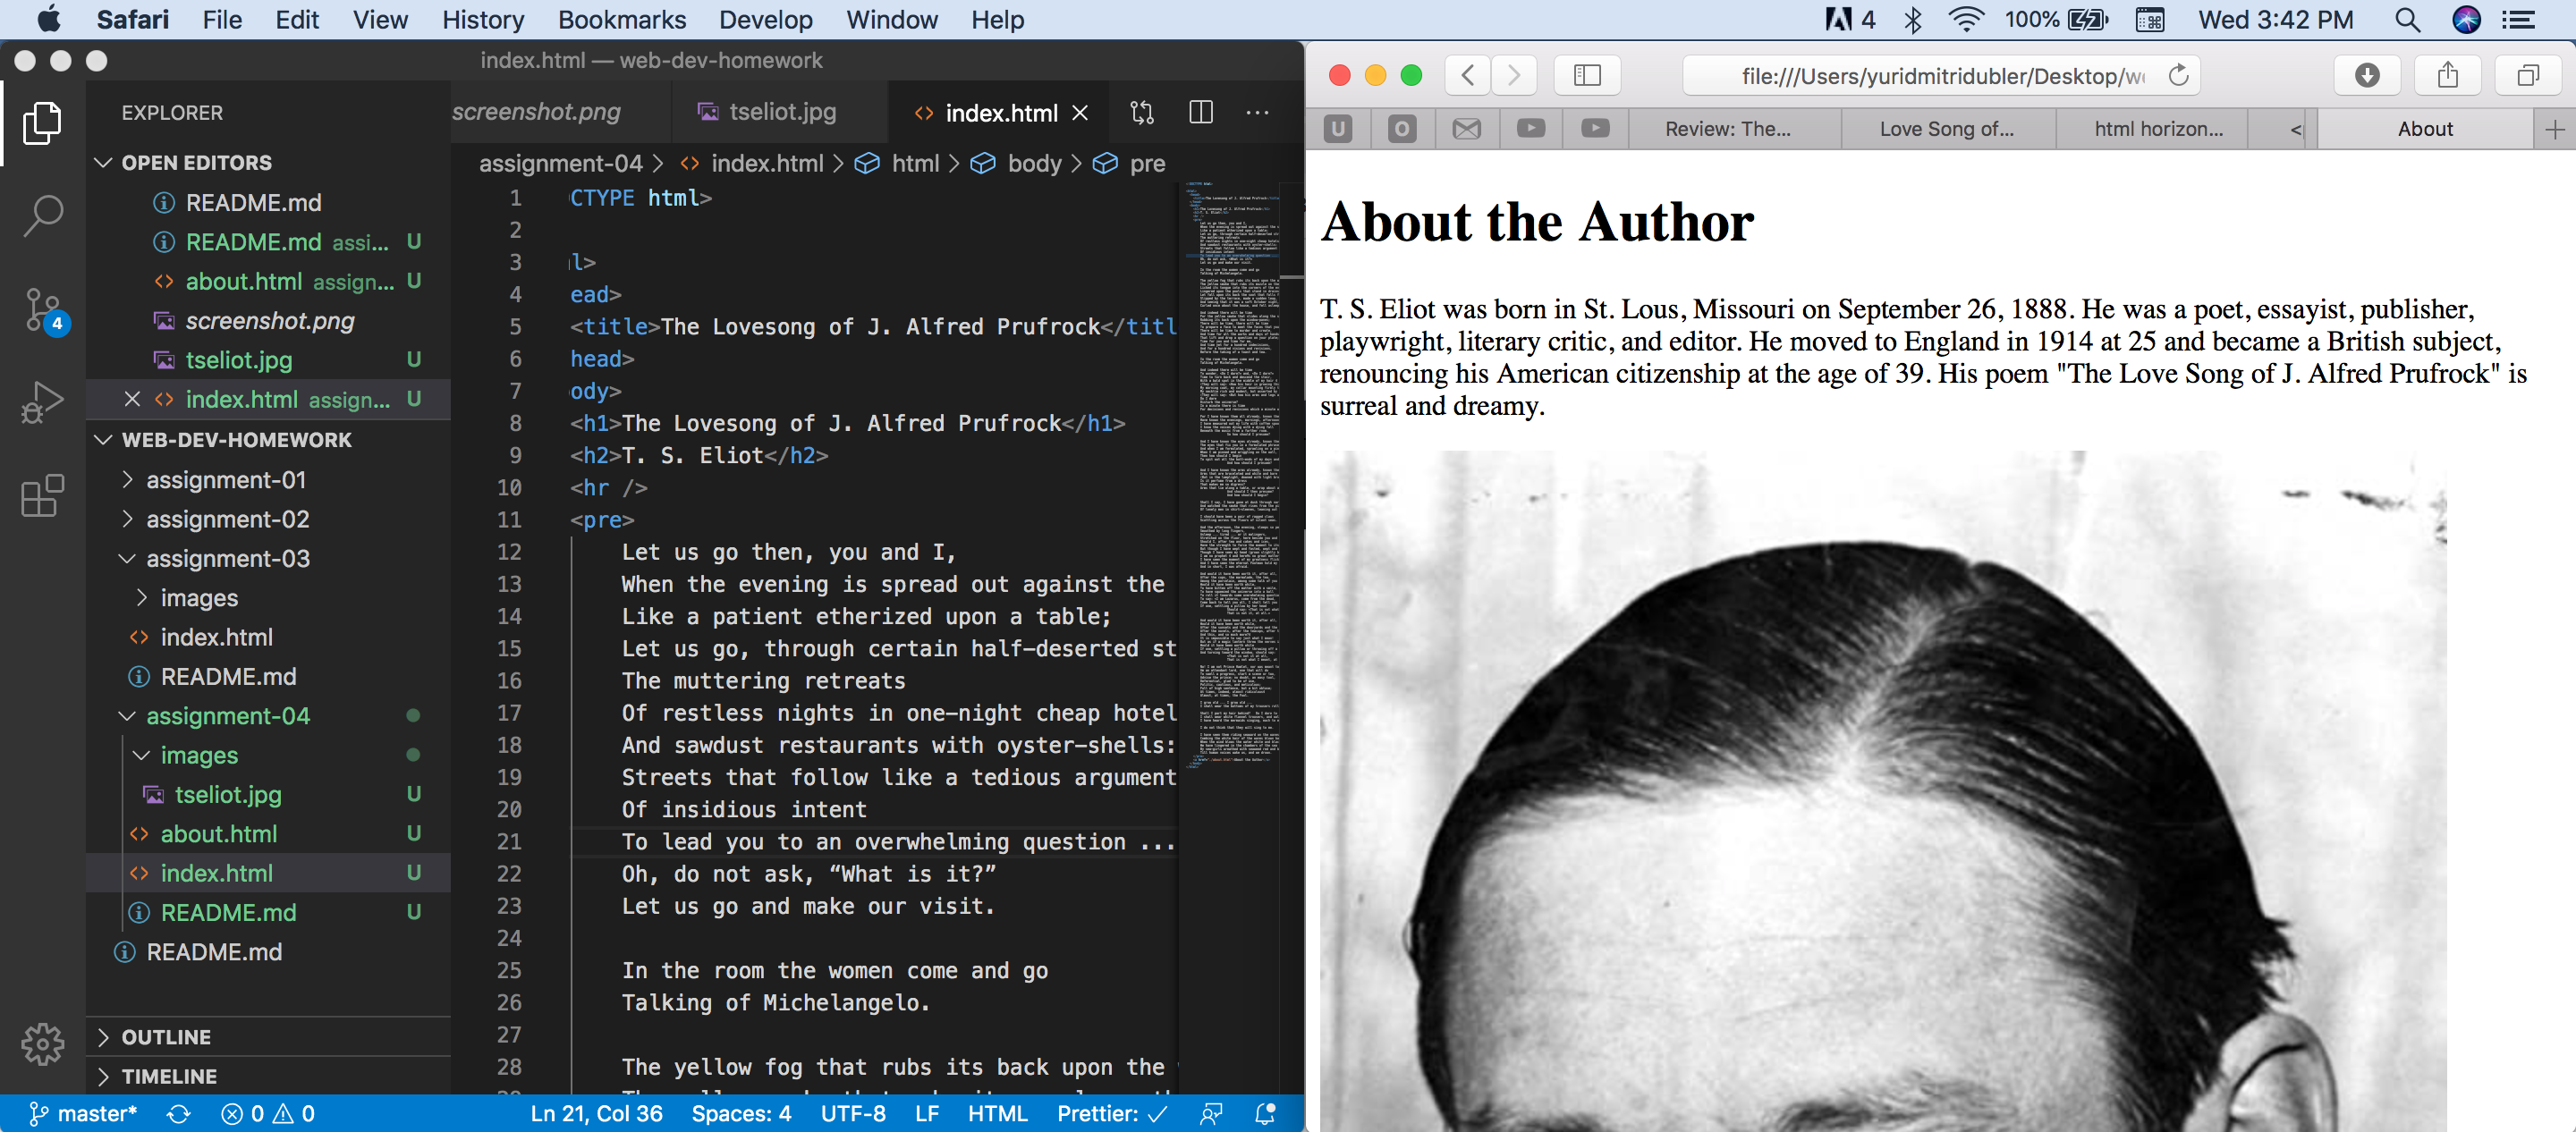 Safari File Edit View History Bookmarks Develop Window Help 4 100% Wed 3:42 PM
index.html — web-dev-homework
EXPLORER
OPEN EDITORS
README.md
README.md assi... U
about.html assign... U
screenshot.png
tseliot.jpg U
index.html assign... U
WEB-DEV-HOMEWORK
assignment-01
assignment-02
assignment-03
images
index.html
README.md
assignment-04
images
tseliot.jpg U
about.html U
index.html U
README.md U
README.md
OUTLINE
TIMELINE
4
screenshot.png tseliot.jpg index.html
assignment-04 > index.html > html > body > pre
1 CTYPE html>
2
3 l>
4 ead>
5 <title>The Lovesong of J. Alfred Prufrock</titl
6 head>
7 ody>
8 <h1>The Lovesong of J. Alfred Prufrock</h1>
9 <h2>T. S. Eliot</h2>
10 <hr />
11 <pre>
12 Let us go then, you and I,
13 When the evening is spread out against the
14 Like a patient etherized upon a table;
15 Let us go, through certain half-deserted st
16 The muttering retreats
17 Of restless nights in one-night cheap hotel
18 And sawdust restaurants with oyster-shells:
19 Streets that follow like a tedious argument
20 Of insidious intent
21 To lead you to an overwhelming question ...
22 Oh, do not ask, “What is it?”
23 Let us go and make our visit.
24
25 In the room the women come and go
26 Talking of Michelangelo.
27
28 The yellow fog that rubs its back upon the
master* 0 0 Ln 21, Col 36 Spaces: 4 UTF-8 LF HTML Prettier: ✓
file:///Users/yuridmitridubler/Desktop/we
U O Review: The... Love Song of... html horizon... < About
About the Author
T. S. Eliot was born in St. Lous, Missouri on September 26, 1888. He was a poet, essayist, publisher,
playwright, literary critic, and editor. He moved to England in 1914 at 25 and became a British subject,
renouncing his American citizenship at the age of 39. His poem "The Love Song of J. Alfred Prufrock" is
surreal and dreamy.